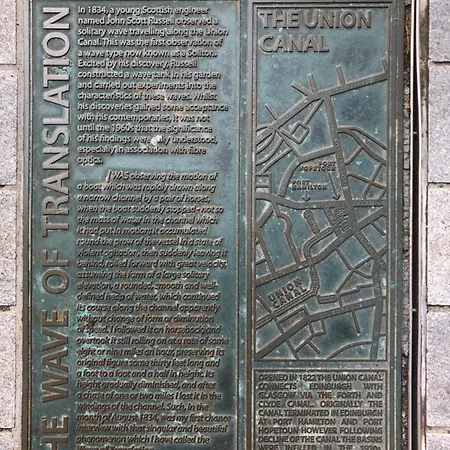 THE WAVE OF TRANSLATION
In 1834, a young Scottish engineer
named John Scott Russell observed a
solitary wave travelling along the Union
Canal. This was the first observation of
a wave type now known as a Soliton.
Excited by his discovery, Russell
constructed a wave tank in his garden
and carried out experiments into the
characteristics of these waves. Whilst
his discoveries gained some acceptance
with his contemporaries, it was not
until the 1960s that the significance
of his findings were fully understood,
especially in association with fibre
optics.
I WAS observing the motion of
a boat which was rapidly drawn along
a narrow channel by a pair of horses,
when the boat suddenly stopped - not so
the mass of water in the channel which
it had put in motion; it accumulated
round the prow of the vessel in a state of
violent agitation, then suddenly leaving it
behind, rolled forward with great velocity,
assuming the form of a large solitary
elevation, a rounded, smooth and well-
defined heap of water, which continued
its course along the channel apparently
without change of form or diminution
of speed. I followed it on horseback, and
overtook it still rolling on at a rate of some
eight or nine miles an hour, preserving its
original figure some thirty feet long and
a foot to a foot and a half in height. Its
height gradually diminished, and after
a chase of one or two miles I lost it in the
windings of the channel. Such, in the
month of August 1834, was my first chance
interview with that singular and beautiful
phenomenon which I have called the
Wave of Translation
THE UNION
CANAL
PORT
HOPETOUN
PORT
HAMILTON
UNION
CANAL
OPENED IN 1822 THE UNION CANAL
CONNECTS EDINBURGH WITH
GLASGOW VIA THE FORTH AND
CLYDE CANAL. ORIGINALLY THE
CANAL TERMINATED IN EDINBURGH
AT PORT HAMILTON AND PORT
HOPETOUN HOWEVER FOLLOWING
DECLINE OF THE CANAL THE BASINS
WERE INFILLED IN THE 1920s